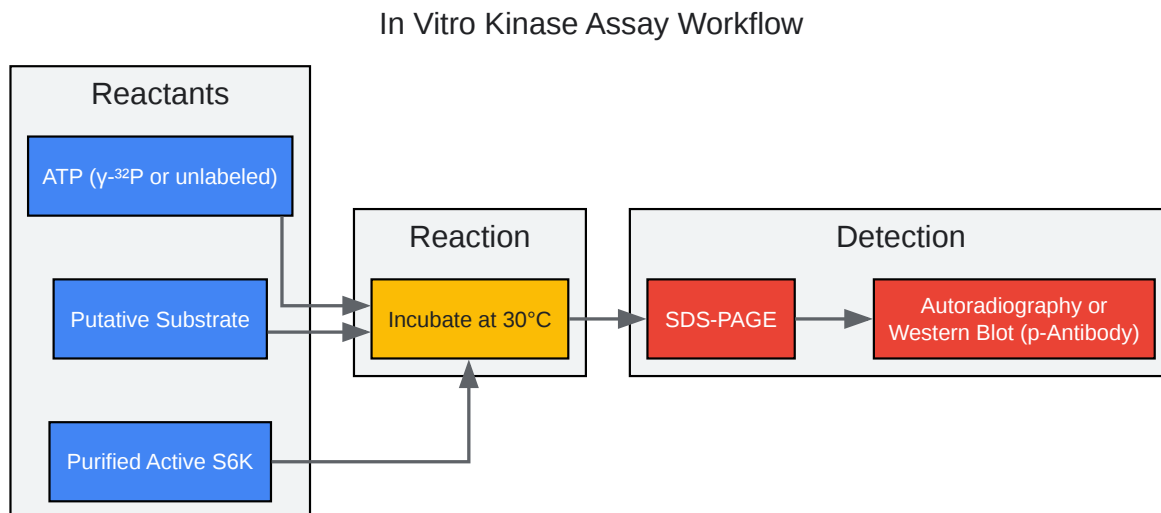 In Vitro Kinase Assay Workflow
Reactants
ATP (γ-³²P or unlabeled)
Putative Substrate
Purified Active S6K
Reaction
Incubate at 30°C
Detection
SDS-PAGE
Autoradiography or
Western Blot (p-Antibody)